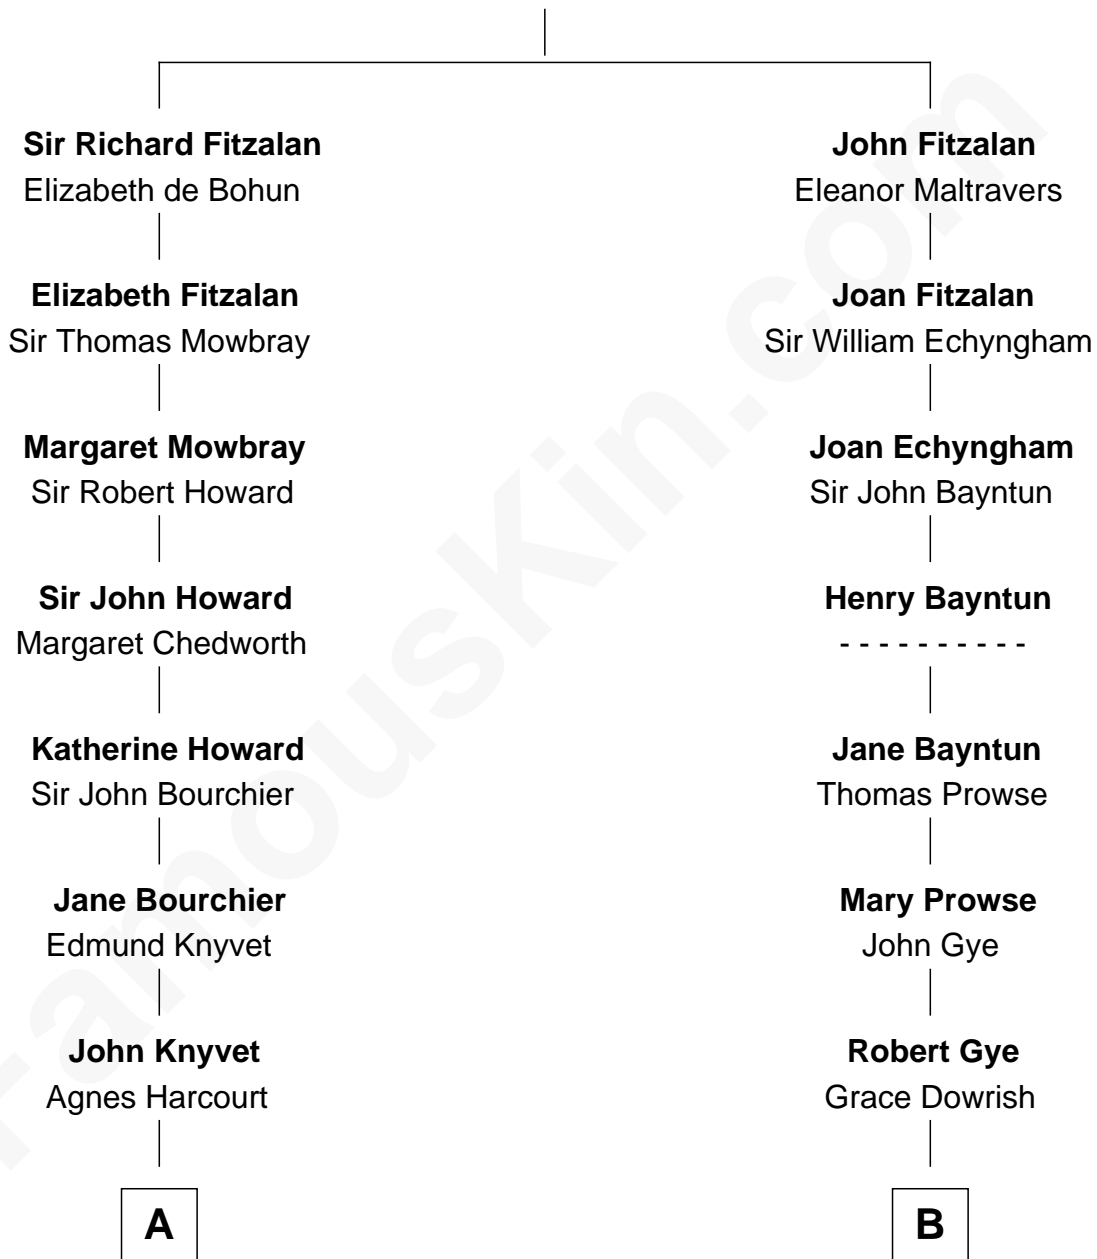 Sir Richard Fitzalan
Elizabeth de Bohun
Elizabeth Fitzalan
Sir Thomas Mowbray
Margaret Mowbray
Sir Robert Howard
Sir John Howard
Margaret Chedworth
Katherine Howard
Sir John Bourchier
Jane Bourchier
Edmund Knyvet
John Knyvet
Agnes Harcourt
A
John Fitzalan
Eleanor Maltravers
Joan Fitzalan
Sir William Echyngham
Joan Echyngham
Sir John Bayntun
Henry Bayntun
- - - - - - - - - -
Jane Bayntun
Thomas Prowse
Mary Prowse
John Gye
Robert Gye
Grace Dowrish
B
FamousKin.com